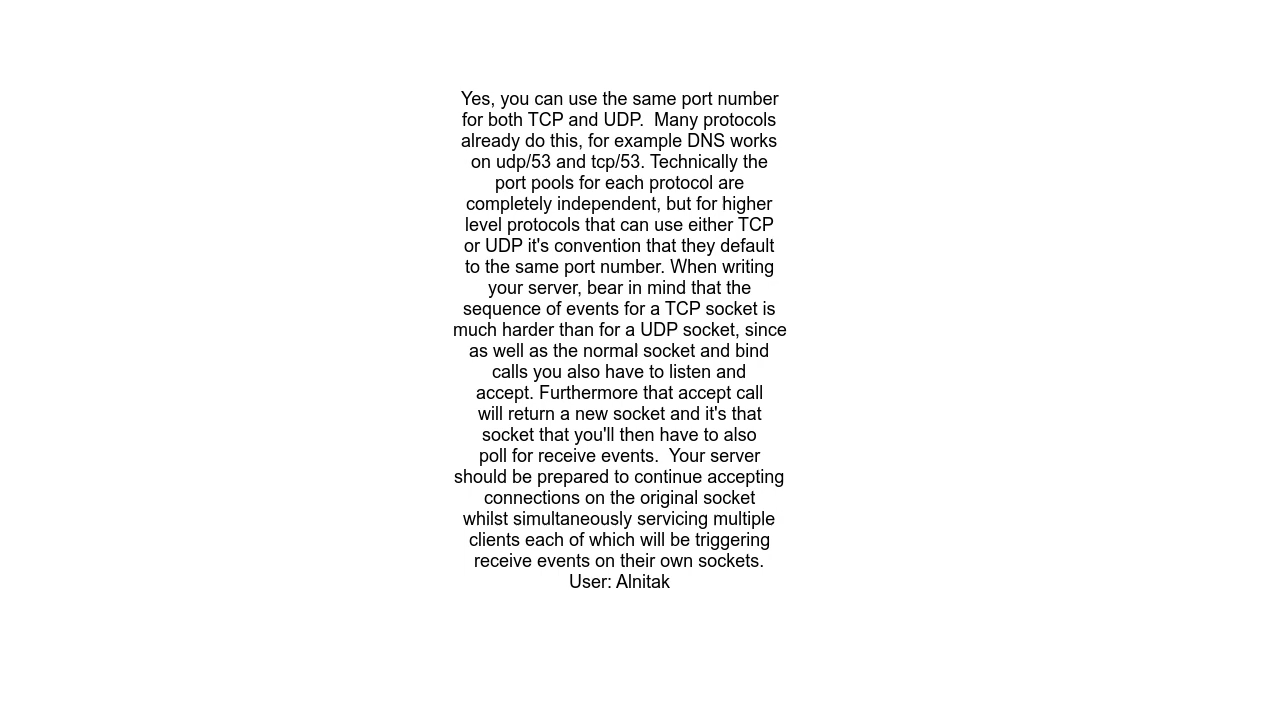 Yes, you can use the same port number
for both TCP and UDP.  Many protocols
already do this, for example DNS works
on udp/53 and tcp/53. Technically the
port pools for each protocol are
completely independent, but for higher
level protocols that can use either TCP
or UDP it's convention that they default
to the same port number. When writing
your server, bear in mind that the
sequence of events for a TCP socket is
much harder than for a UDP socket, since
as well as the normal socket and bind
calls you also have to listen and
accept. Furthermore that accept call
will return a new socket and it's that
socket that you'll then have to also
poll for receive events.  Your server
should be prepared to continue accepting
connections on the original socket
whilst simultaneously servicing multiple
clients each of which will be triggering
receive events on their own sockets.
User: Alnitak